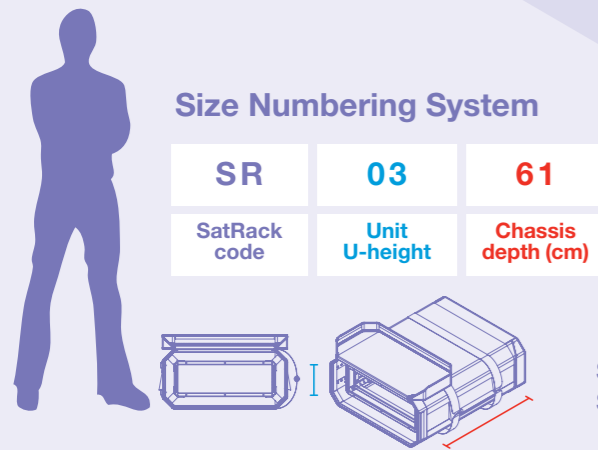 Size Numbering System
SR 03 61
SatRack code
Unit U-height
Chassis depth (cm)